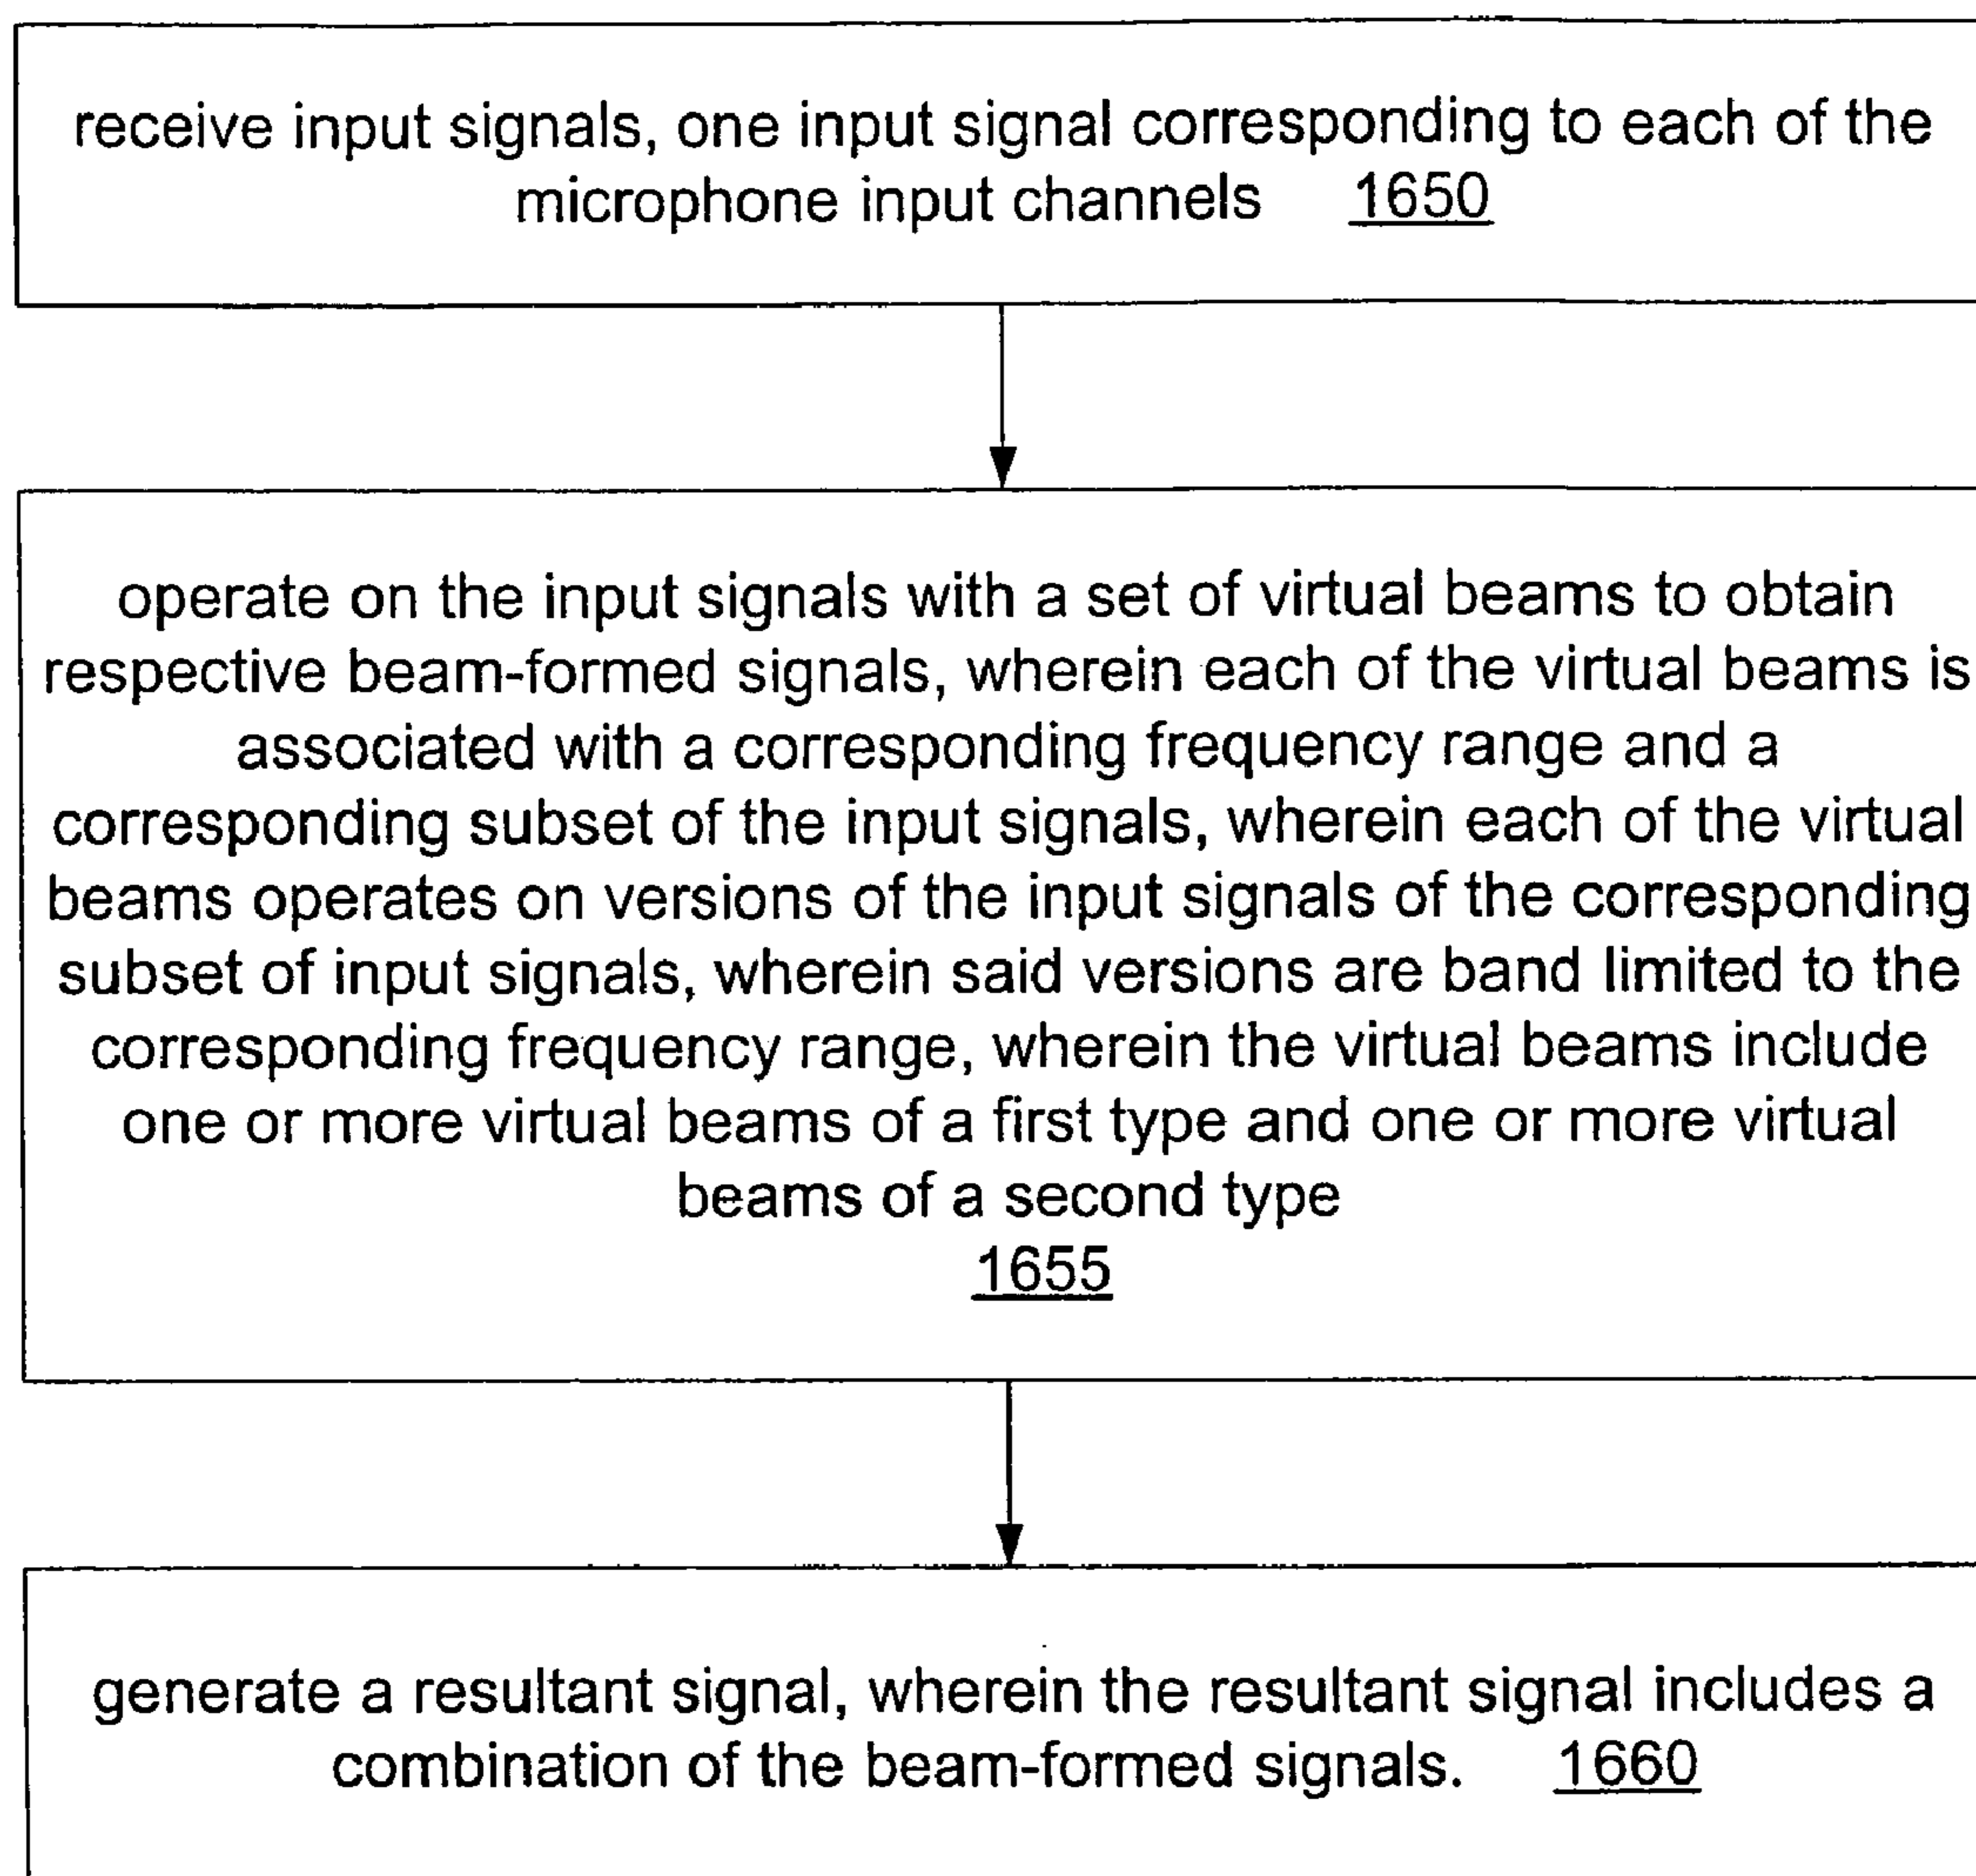 receive input signals, one input signal corresponding to each of the
microphone input channels 1650
operate on the input signals with a set of virtual beams to obtain
respective beam-formed signals, wherein each of the virtual beams is
associated with a corresponding frequency range and a
corresponding subset of the input signals, wherein each of the virtual
beams operates on versions of the input signals of the corresponding
subset of input signals, wherein said versions are band limited to the
corresponding frequency range, wherein the virtual beams include
one or more virtual beams of a first type and one or more virtual
beams of a second type
1655
generate a resultant signal, wherein the resultant signal includes a
combination of the beam-formed signals. 1660